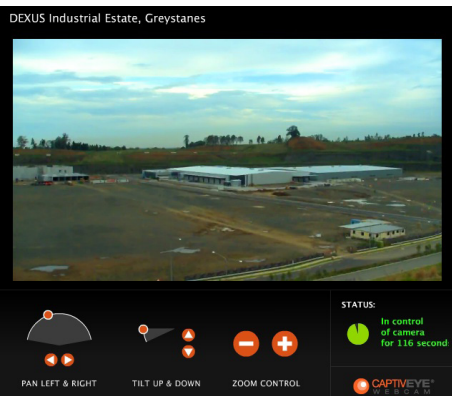 DEXUS Industrial Estate, Greystanes
STATUS:
In control
of camera
for 116 second
PAN LEFT & RIGHT
TILT UP & DOWN
ZOOM CONTROL
CAPTIVEYE
WEBCAM